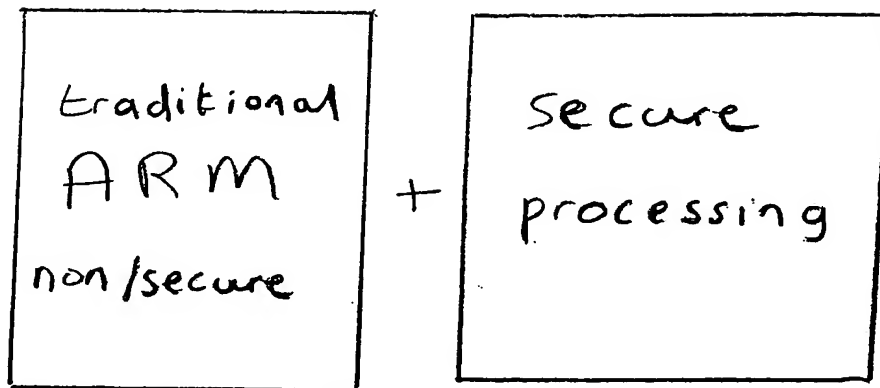 traditional
ARM
non/secure
+
secure
processing